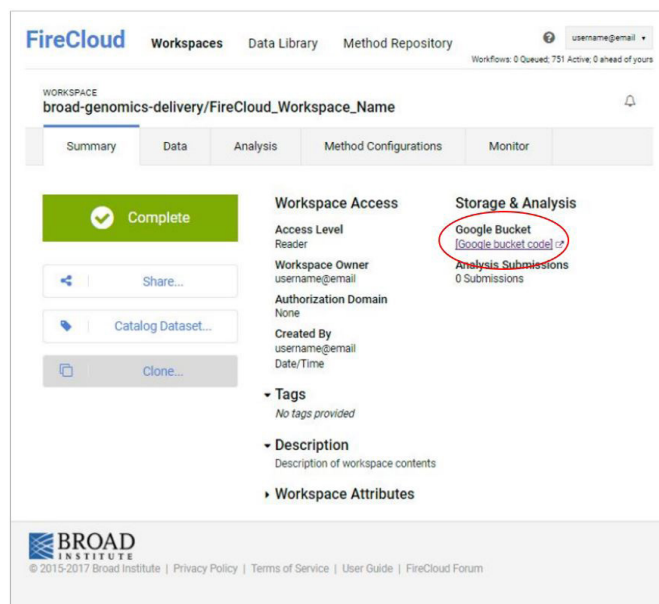 FireCloud Workspaces Data Library Method Repository username@email
Workflows: 0 Queued; 751 Active; 0 ahead of yours
WORKSPACE
broad-genomics-delivery/FireCloud_Workspace_Name
Summary Data Analysis Method Configurations Monitor
Complete
Share...
Catalog Dataset...
Clone...
Workspace Access
Access Level
Reader
Workspace Owner
username@email
Authorization Domain
None
Created By
username@email
Date/Time
Tags
No tags provided
Description
Description of workspace contents
Workspace Attributes
Storage & Analysis
Google Bucket
[Google bucket code]
Analysis Submissions
0 Submissions
BROAD
INSTITUTE
© 2015-2017 Broad Institute | Privacy Policy | Terms of Service | User Guide | FireCloud Forum